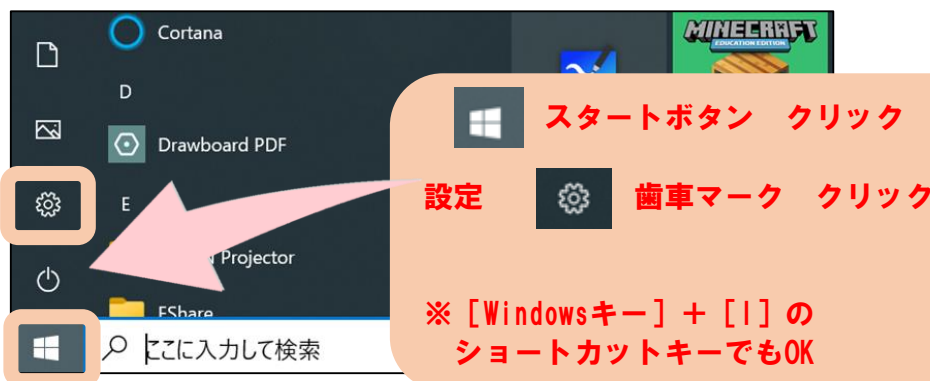 Cortana
D
Drawboard PDF
E
Projector
EShare
ここに入力して検索
MINECRAFT
EDUCATION EDITION
スタートボタン　クリック
設定　歯車マーク　クリック
※［Windowsキー］＋［I］の
ショートカットキーでもOK